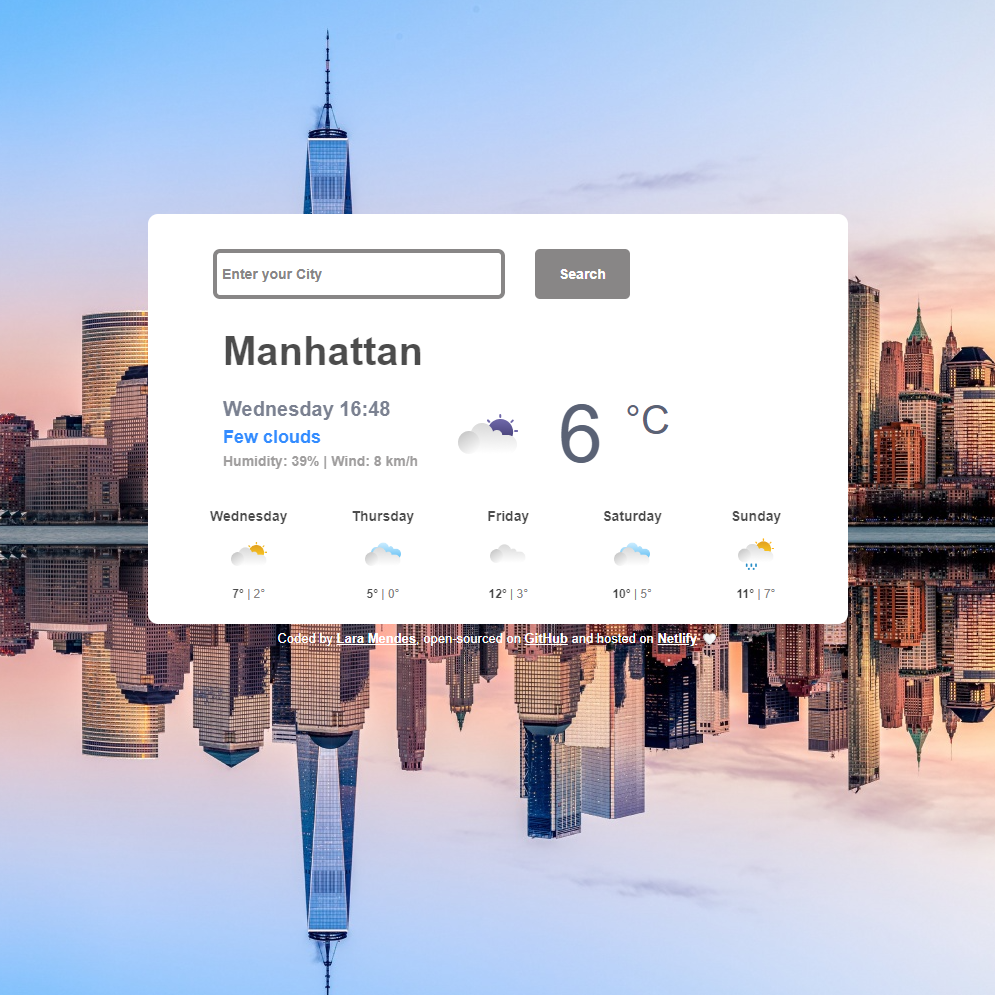 Enter your City
Search
Manhattan
Wednesday 16:48
Few clouds
Humidity: 39% | Wind: 8 km/h
6 °C
Wednesday Thursday Friday Saturday Sunday
7° | 2° 5° | 0° 12° | 3° 10° | 5° 11° | 7°
Coded by Lara Mendes, open-sourced on GitHub and hosted on Netlify 🤍